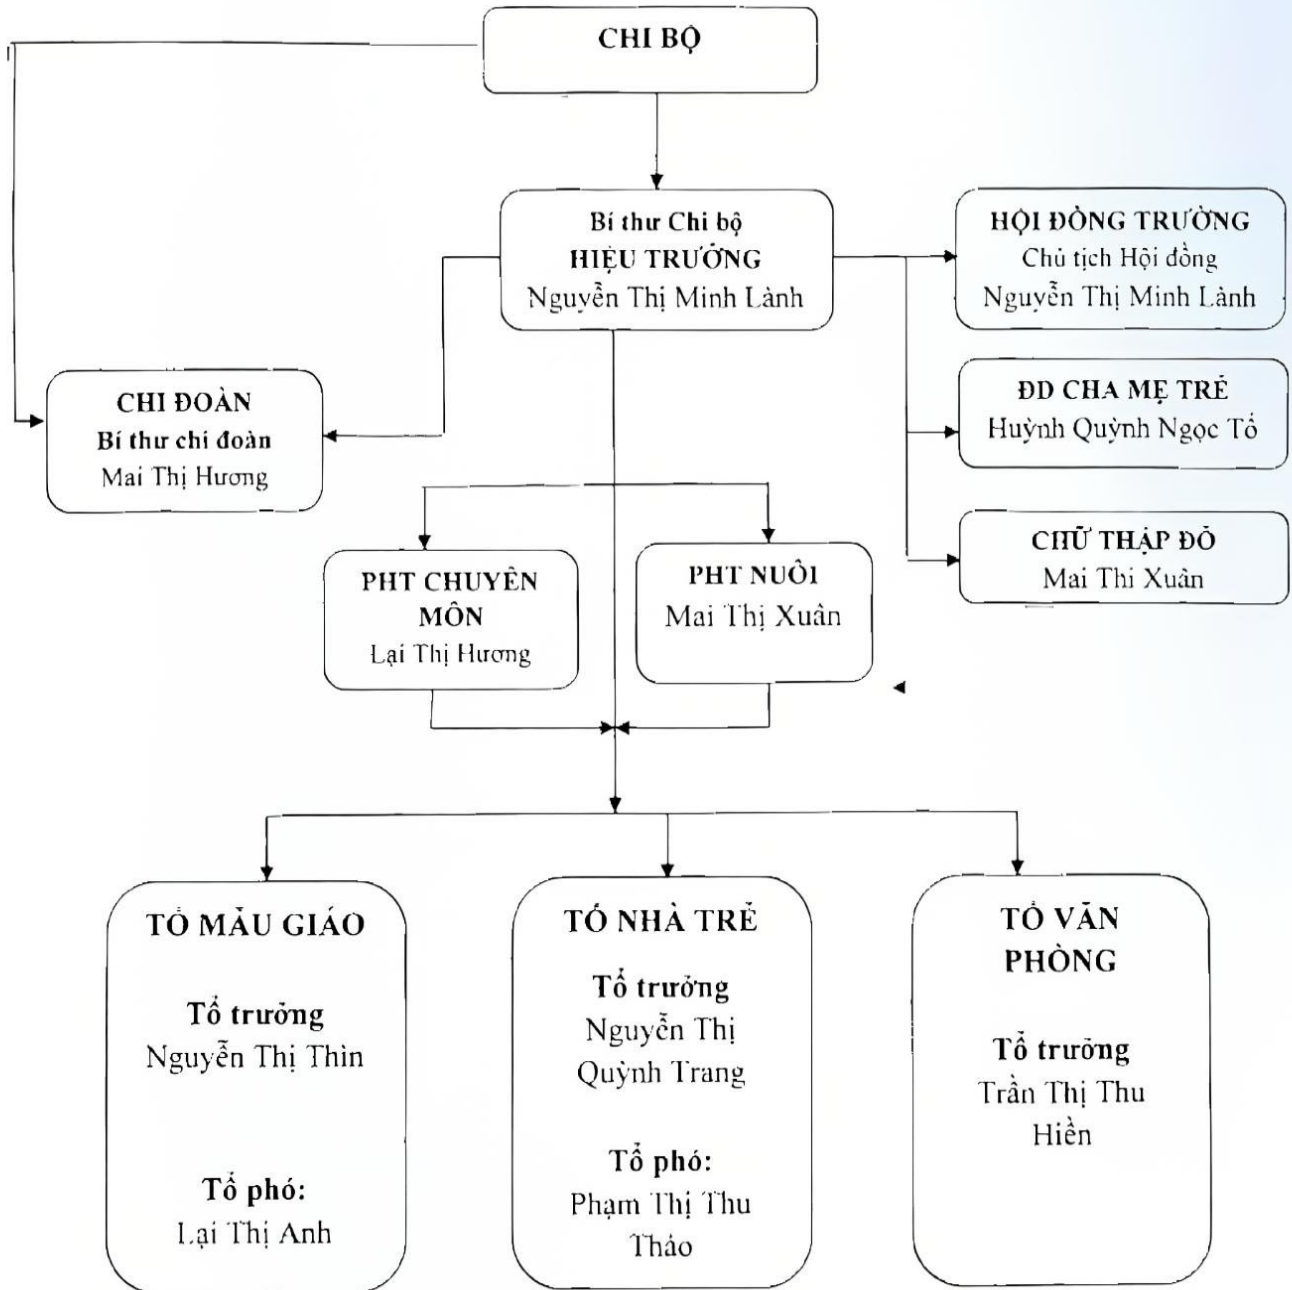 CHI BỘ
Bí thư Chi bộ
HIỆU TRƯỞNG
Nguyễn Thị Minh Lành
HỘI ĐỒNG TRƯỜNG
Chủ tịch Hội đồng
Nguyễn Thị Minh Lành
CHI ĐOÀN
Bí thư chi đoàn
Mai Thị Hương
ĐD CHA MẸ TRẺ
Huỳnh Quỳnh Ngọc Tố
CHỮ THẬP ĐỎ
Mai Thi Xuân
PHT CHUYÊN
MÔN
Lại Thị Hương
PHT NUÔI
Mai Thị Xuân
TỔ MẪU GIÁO
Tổ trưởng
Nguyễn Thị Thìn
Tổ phó:
Lại Thị Anh
TỔ NHÀ TRẺ
Tổ trưởng
Nguyễn Thị
Quỳnh Trang
Tổ phó:
Phạm Thị Thu
Thảo
TỔ VĂN
PHÒNG
Tổ trưởng
Trần Thị Thu
Hiền